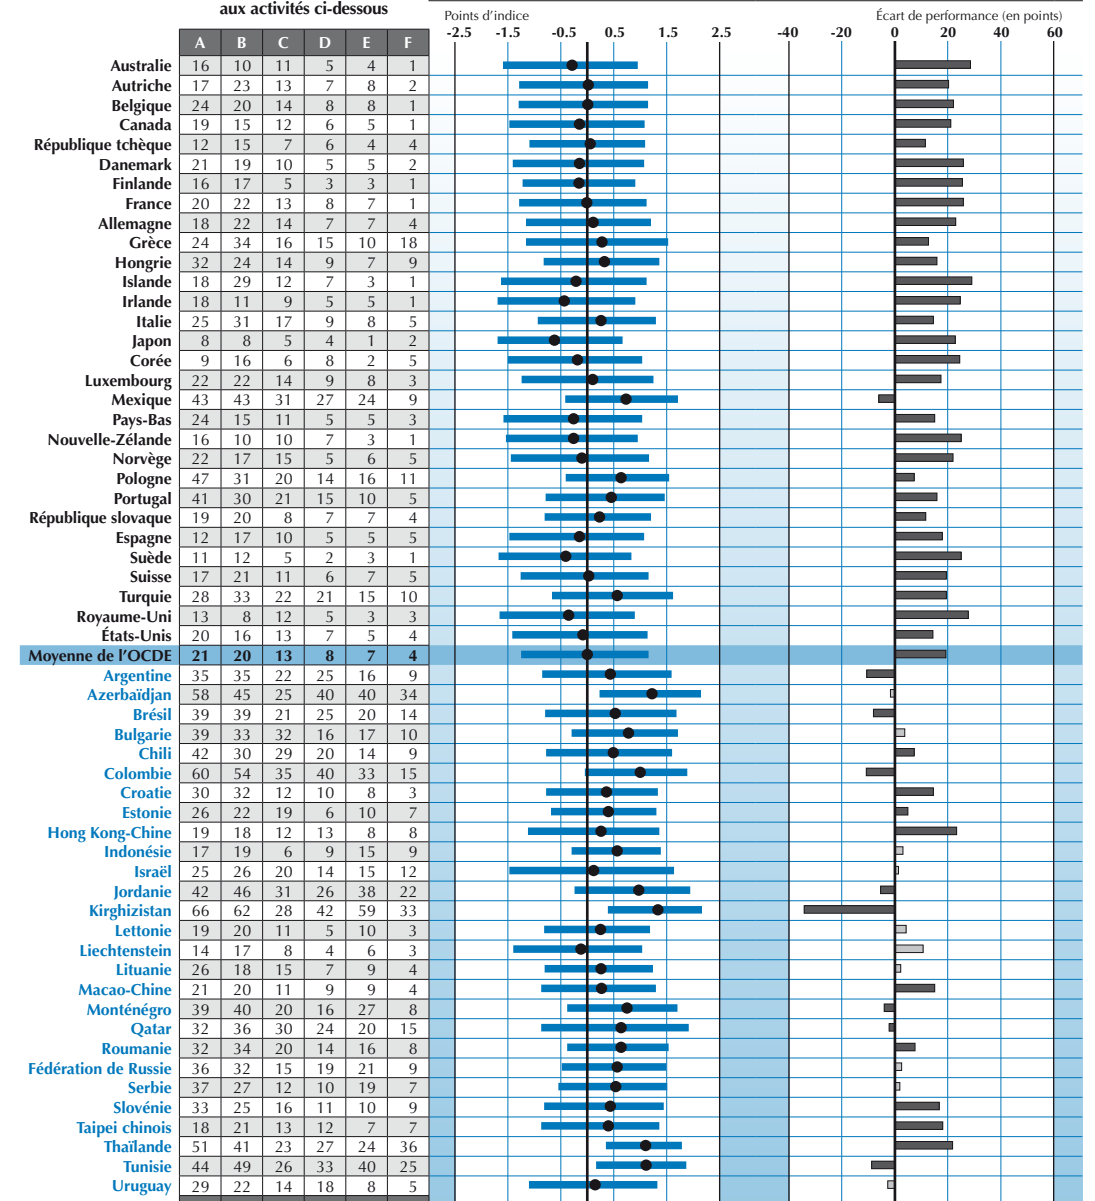 aux activités ci-dessous
Points d'indice Écart de performance (en points)
-2.5 -1.5 -0.5 0.5 1.5 2.5 -40 -20 0 20 40 60
A B C D E F
Australie 16 10 11 5 4 1
Autriche 17 23 13 7 8 2
Belgique 24 20 14 8 8 1
Canada 19 15 12 6 5 1
République tchèque 12 15 7 6 4 4
Danemark 21 19 10 5 5 2
Finlande 16 17 5 3 3 1
France 20 22 13 8 7 1
Allemagne 18 22 14 7 7 4
Grèce 24 34 16 15 10 18
Hongrie 32 24 14 9 7 9
Islande 18 29 12 7 3 1
Irlande 18 11 9 5 5 1
Italie 25 31 17 9 8 5
Japon 8 8 5 4 1 2
Corée 9 16 6 8 2 5
Luxembourg 22 22 14 9 8 3
Mexique 43 43 31 27 24 9
Pays-Bas 24 15 11 5 5 3
Nouvelle-Zélande 16 10 10 7 3 1
Norvège 22 17 15 5 6 5
Pologne 47 31 20 14 16 11
Portugal 41 30 21 15 10 5
République slovaque 19 20 8 7 7 4
Espagne 12 17 10 5 5 5
Suède 11 12 5 2 3 1
Suisse 17 21 11 6 7 5
Turquie 28 33 22 21 15 10
Royaume-Uni 13 8 12 5 3 3
États-Unis 20 16 13 7 5 4
Moyenne de l'OCDE 21 20 13 8 7 4
Argentine 35 35 22 25 16 9
Azerbaïdjan 58 45 25 40 40 34
Brésil 39 39 21 25 20 14
Bulgarie 39 33 32 16 17 10
Chili 42 30 29 20 14 9
Colombie 60 54 35 40 33 15
Croatie 30 32 12 10 8 3
Estonie 26 22 19 6 10 7
Hong Kong-Chine 19 18 12 13 8 8
Indonésie 17 19 6 9 15 9
Israël 25 26 20 14 15 12
Jordanie 42 46 31 26 38 22
Kirghizistan 66 62 28 42 59 33
Lettonie 19 20 11 5 10 3
Liechtenstein 14 17 8 4 6 3
Lituanie 26 18 15 7 9 4
Macao-Chine 21 20 11 9 9 4
Monténégro 39 40 20 16 27 8
Qatar 32 36 30 24 20 15
Roumanie 32 34 20 14 16 8
Fédération de Russie 36 32 15 19 21 9
Serbie 37 27 12 10 19 7
Slovénie 33 25 16 11 10 9
Taipei chinois 18 21 13 12 7 7
Thaïlande 51 41 23 27 24 36
Tunisie 44 49 26 33 40 25
Uruguay 29 22 14 18 8 5